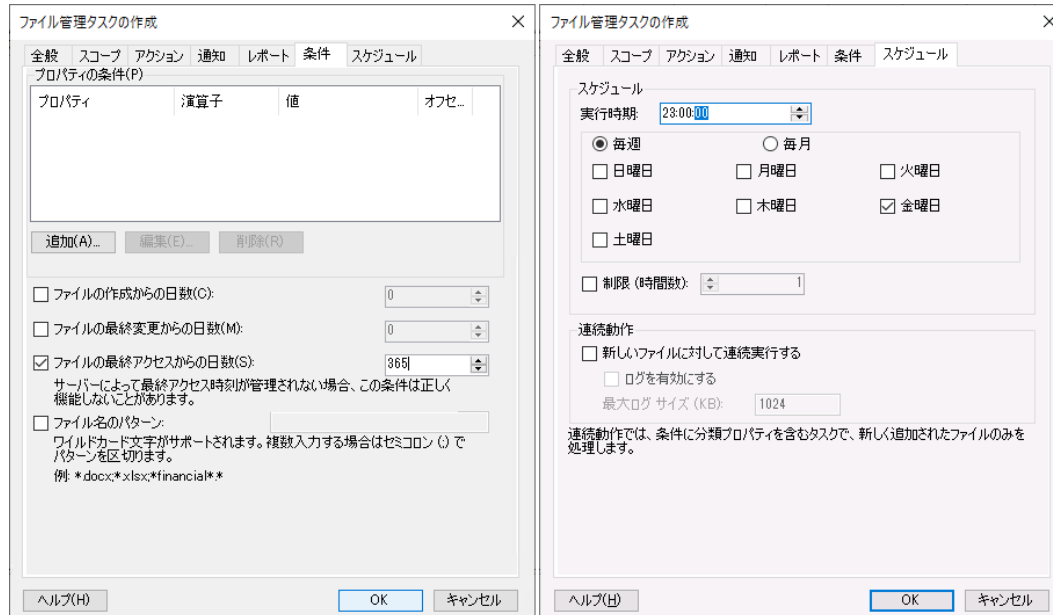 ファイル管理タスクの作成
全般 スコープ アクション 通知 レポート 条件 スケジュール
プロパティの条件(P)
プロパティ 演算子 値 オフセ...
追加(A)... 編集(E)... 削除(R)
ファイルの作成からの日数(C): 0
ファイルの最終変更からの日数(M): 0
ファイルの最終アクセスからの日数(S): 365
サーバーによって最終アクセス時刻が管理されない場合、この条件は正しく
機能しないことがあります。
ファイル名のパターン:
ワイルドカード文字がサポートされます。複数入力する場合はセミコロン (;) で
パターンを区切ります。
例: *.docx;*.xlsx;*financial*.*
ヘルプ(H) OK キャンセル
ファイル管理タスクの作成
全般 スコープ アクション 通知 レポート 条件 スケジュール
スケジュール
実行時期: 23:00:00
毎週 毎月
日曜日 月曜日 火曜日
水曜日 木曜日 金曜日
土曜日
制限 (時間数): 1
連続動作
新しいファイルに対して連続実行する
ログを有効にする
最大ログ サイズ (KB): 1024
連続動作では、条件に分類プロパティを含むタスクで、新しく追加されたファイルのみを
処理します。
ヘルプ(H) OK キャンセル